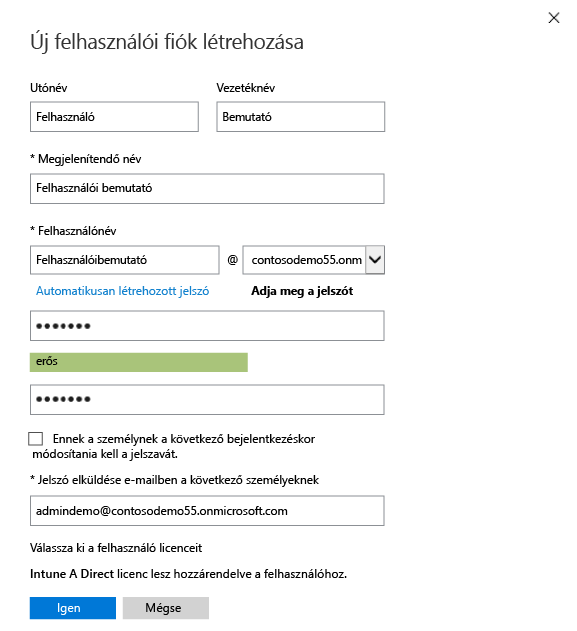 Új felhasználói fiók létrehozása
Utónév Vezetéknév
Felhasználó Bemutató
* Megjelenítendő név
Felhasználói bemutató
* Felhasználónév
Felhasználóibemutató @ contosodemo55.onm
Automatikusan létrehozott jelszó Adja meg a jelszót
●●●●●●●
erős
●●●●●●●
Ennek a személynek a következő bejelentkezéskor
módosítania kell a jelszavát.
* Jelszó elküldése e-mailben a következő személyeknek
admindemo@contosodemo55.onmicrosoft.com
Válassza ki a felhasználó licenceit
Intune A Direct licenc lesz hozzárendelve a felhasználóhoz.
Igen Mégse